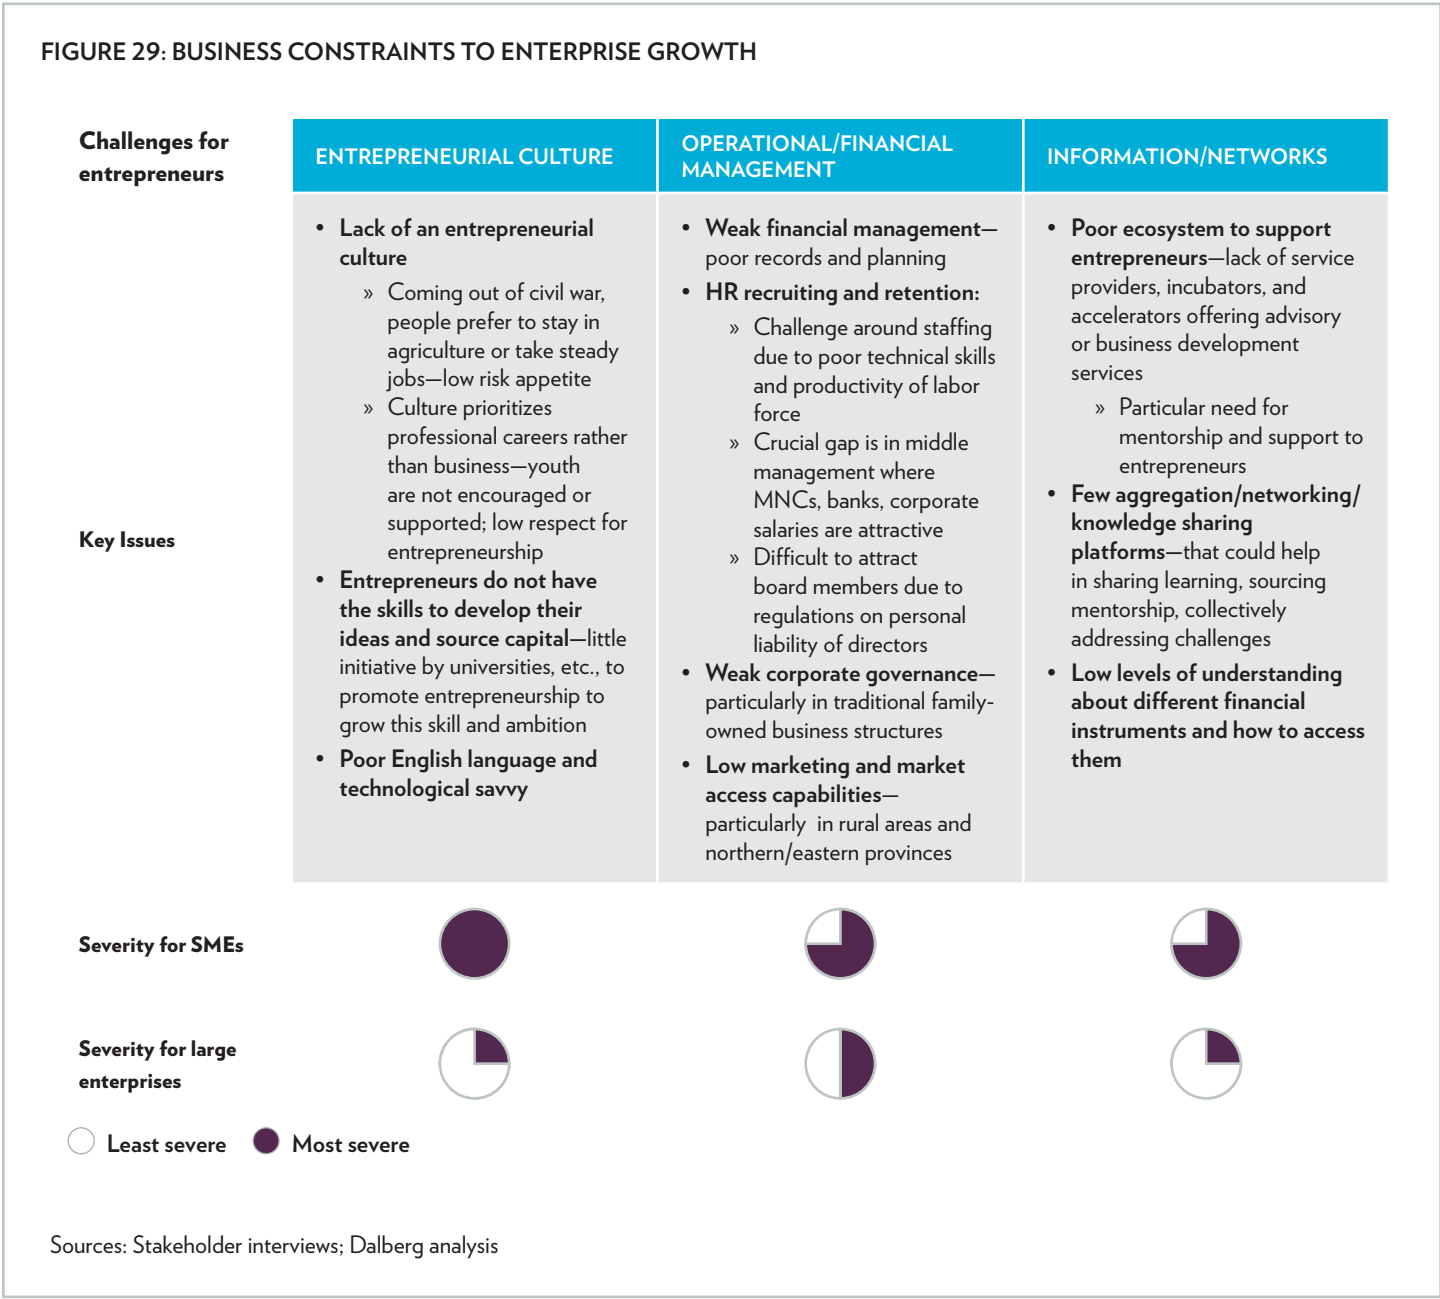 FIGURE 29: BUSINESS CONSTRAINTS TO ENTERPRISE GROWTH
Challenges for
entrepreneurs
ENTREPRENEURIAL CULTURE
OPERATIONAL/FINANCIAL
MANAGEMENT
INFORMATION/NETWORKS
Key Issues
• Lack of an entrepreneurial
culture
» Coming out of civil war,
people prefer to stay in
agriculture or take steady
jobs—low risk appetite
» Culture prioritizes
professional careers rather
than business—youth
are not encouraged or
supported; low respect for
entrepreneurship
• Entrepreneurs do not have
the skills to develop their
ideas and source capital—little
initiative by universities, etc., to
promote entrepreneurship to
grow this skill and ambition
• Poor English language and
technological savvy
• Weak financial management—
poor records and planning
• HR recruiting and retention:
» Challenge around staffing
due to poor technical skills
and productivity of labor
force
» Crucial gap is in middle
management where
MNCs, banks, corporate
salaries are attractive
» Difficult to attract
board members due to
regulations on personal
liability of directors
• Weak corporate governance—
particularly in traditional family-
owned business structures
• Low marketing and market
access capabilities—
particularly in rural areas and
northern/eastern provinces
• Poor ecosystem to support
entrepreneurs—lack of service
providers, incubators, and
accelerators offering advisory
or business development
services
» Particular need for
mentorship and support to
entrepreneurs
• Few aggregation/networking/
knowledge sharing
platforms—that could help
in sharing learning, sourcing
mentorship, collectively
addressing challenges
• Low levels of understanding
about different financial
instruments and how to access
them
Severity for SMEs
Severity for large
enterprises
Least severe
Most severe
Sources: Stakeholder interviews; Dalberg analysis